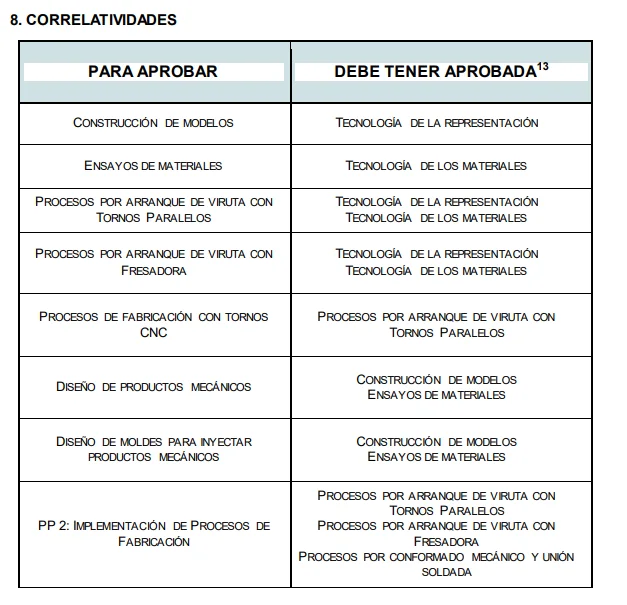 8. CORRELATIVIDADES
PARA APROBAR
DEBE TENER APROBADA13
CONSTRUCCIÓN DE MODELOS
TECNOLOGÍA DE LA REPRESENTACIÓN
ENSAYOS DE MATERIALES
TECNOLOGÍA DE LOS MATERIALES
PROCESOS POR ARRANQUE DE VIRUTA CON
TORNOS PARALELOS
TECNOLOGÍA DE LA REPRESENTACIÓN
TECNOLOGÍA DE LOS MATERIALES
PROCESOS POR ARRANQUE DE VIRUTA CON
FRESADORA
TECNOLOGÍA DE LA REPRESENTACIÓN
TECNOLOGÍA DE LOS MATERIALES
PROCESOS DE FABRICACIÓN CON TORNOS
CNC
PROCESOS POR ARRANQUE DE VIRUTA CON
TORNOS PARALELOS
DISEÑO DE PRODUCTOS MECÁNICOS
CONSTRUCCIÓN DE MODELOS
ENSAYOS DE MATERIALES
DISEÑO DE MOLDES PARA INYECTAR
PRODUCTOS MECÁNICOS
CONSTRUCCIÓN DE MODELOS
ENSAYOS DE MATERIALES
PP 2: IMPLEMENTACIÓN DE PROCESOS DE
FABRICACIÓN
PROCESOS POR ARRANQUE DE VIRUTA CON
TORNOS PARALELOS
PROCESOS POR ARRANQUE DE VIRUTA CON
FRESADORA
PROCESOS POR CONFORMADO MECÁNICO Y UNIÓN
SOLDADA